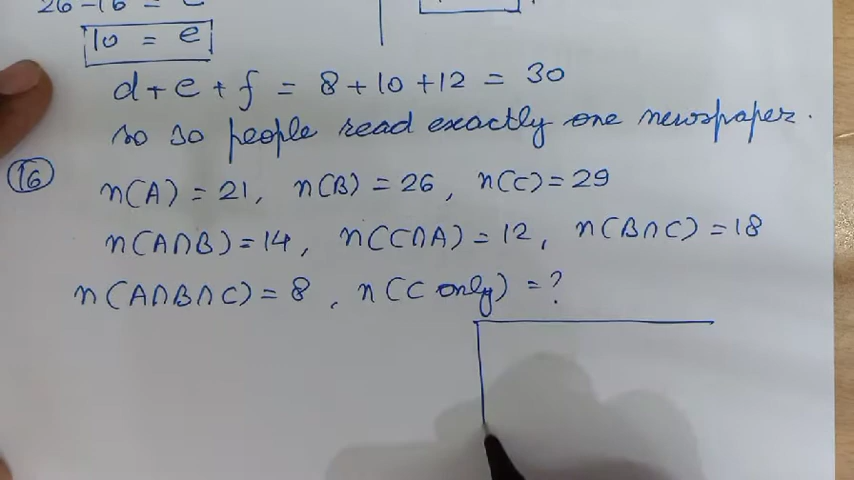 10 = e
d + e + f = 8 + 10 + 12 = 30
so 30 people read exactly one newspaper.
16
n(A) = 21, n(B) = 26, n(C) = 29
n(A∩B) = 14, n(C∩A) = 12, n(B∩C) = 18
n(A∩B∩C) = 8, n(C only) = ?